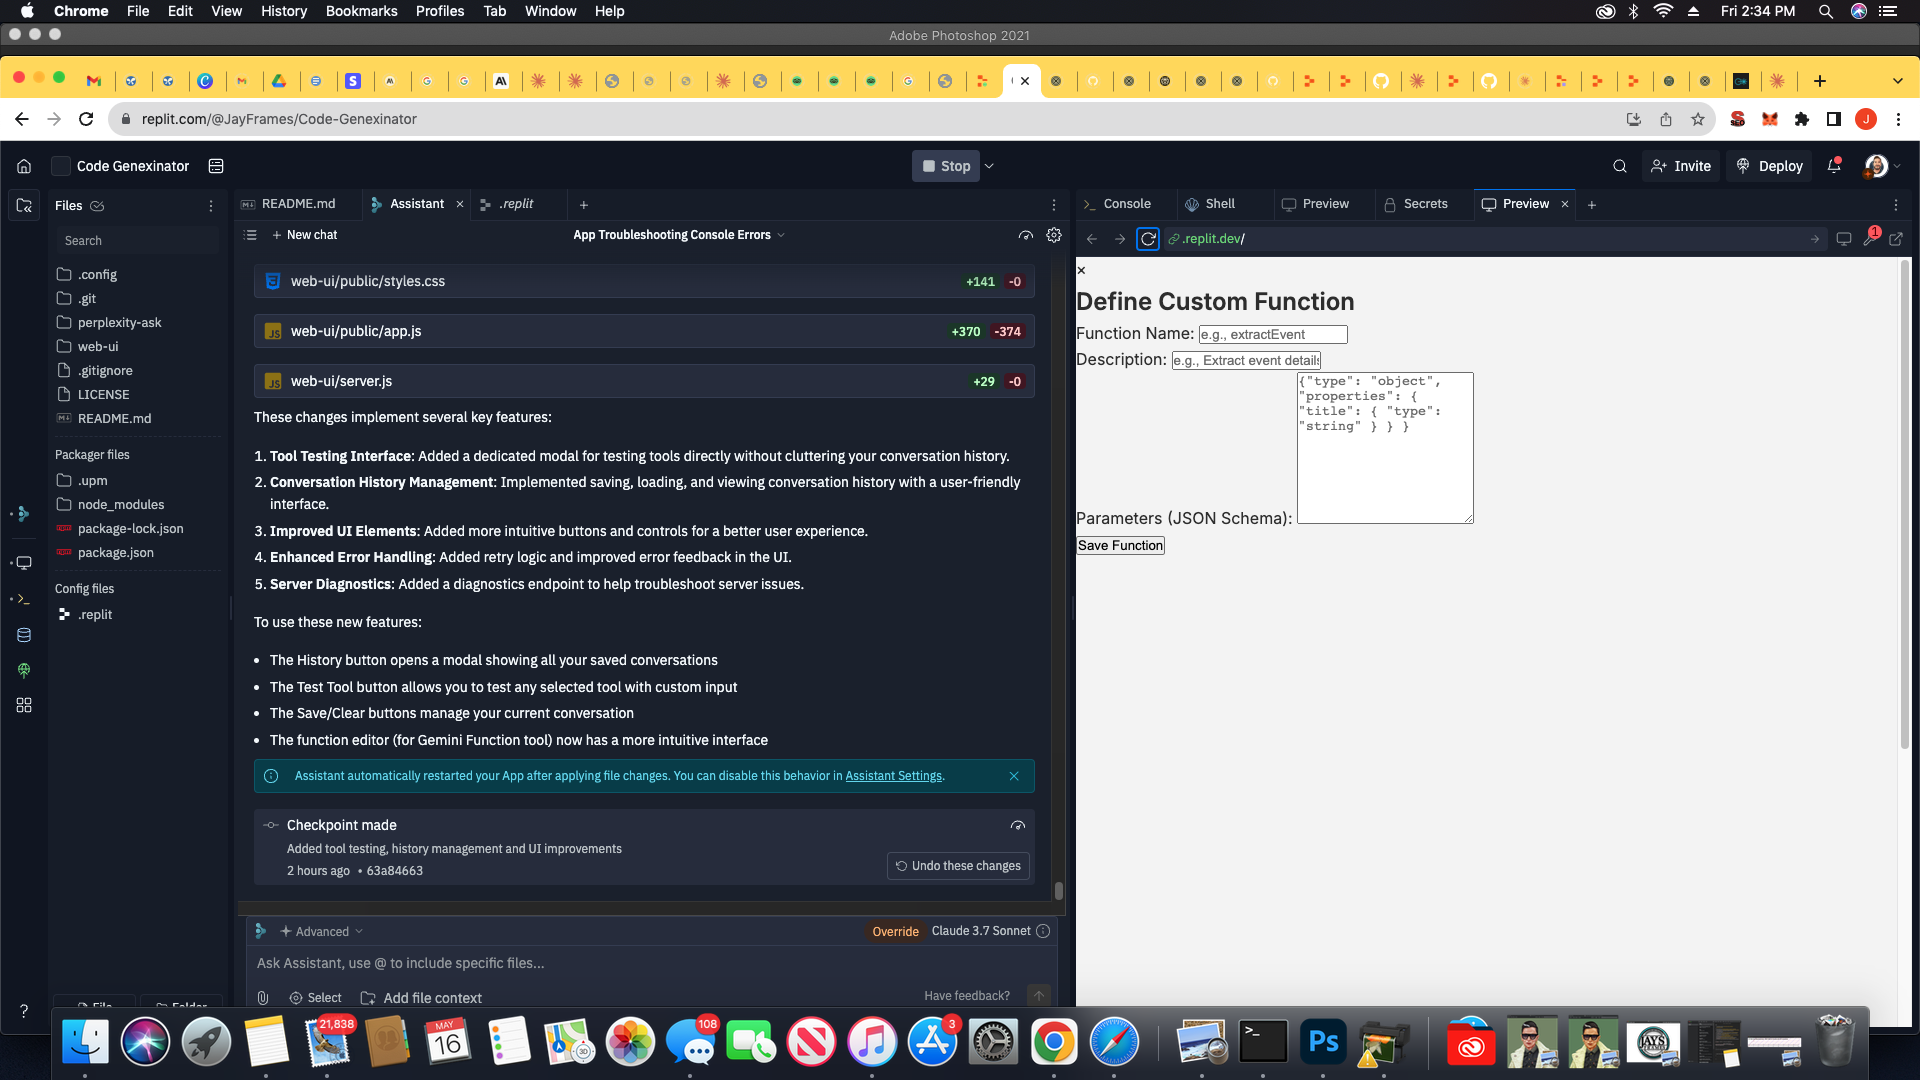 Chrome File Edit View History Bookmarks Profiles Tab Window Help
Fri 2:34 PM
Adobe Photoshop 2021
replit.com/@JayFrames/Code-Genexinator
Code Genexinator
Stop
Invite
Deploy
Files
Search
.config
.git
perplexity-ask
web-ui
.gitignore
LICENSE
README.md
Packager files
.upm
node_modules
package-lock.json
package.json
Config files
.replit
File
Folder
README.md
Assistant
.replit
New chat
App Troubleshooting Console Errors
web-ui/public/styles.css +141 -0
web-ui/public/app.js +370 -374
web-ui/server.js +29 -0
These changes implement several key features:
1. Tool Testing Interface: Added a dedicated modal for testing tools directly without cluttering your conversation history.
2. Conversation History Management: Implemented saving, loading, and viewing conversation history with a user-friendly
interface.
3. Improved UI Elements: Added more intuitive buttons and controls for a better user experience.
4. Enhanced Error Handling: Added retry logic and improved error feedback in the UI.
5. Server Diagnostics: Added a diagnostics endpoint to help troubleshoot server issues.
To use these new features:
• The History button opens a modal showing all your saved conversations
• The Test Tool button allows you to test any selected tool with custom input
• The Save/Clear buttons manage your current conversation
• The function editor (for Gemini Function tool) now has a more intuitive interface
Assistant automatically restarted your App after applying file changes. You can disable this behavior in Assistant Settings.
Checkpoint made
Added tool testing, history management and UI improvements
2 hours ago • 63a84663
Undo these changes
Advanced
Override
Claude 3.7 Sonnet
Ask Assistant, use @ to include specific files...
Select
Add file context
Have feedback?
Console
Shell
Preview
Secrets
Preview
.replit.dev/
1
×
Define Custom Function
Function Name: e.g., extractEvent
Description: e.g., Extract event details
{"type": "object",
"properties": {
"title": { "type":
"string" } } }
Parameters (JSON Schema):
Save Function
21,838
MAY
16
108
3
Ps
JAYS